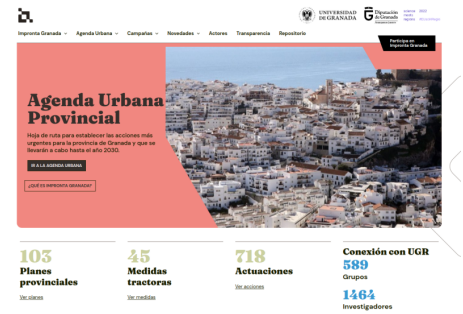 UNIVERSIDAD
DE GRANADA
Diputación
de Granada
Impronta Granada
Agenda Urbana
Campañas
Novedades
Actores
Transparencia
Repositorio
Participa en
Impronta Granada
Agenda Urbana
Provincial
Hoja de ruta para establecer las acciones más
urgentes para la provincia de Granada y que se
llevarán a cabo hasta el año 2030.
IR A LA AGENDA URBANA
¿QUÉ ES IMPRONTA GRANADA?
103
Planes
provinciales
Ver planes
45
Medidas
tractoras
Ver medidas
718
Actuaciones
Ver acciones
Conexión con UGR
589
Grupos
1464
Investigadores